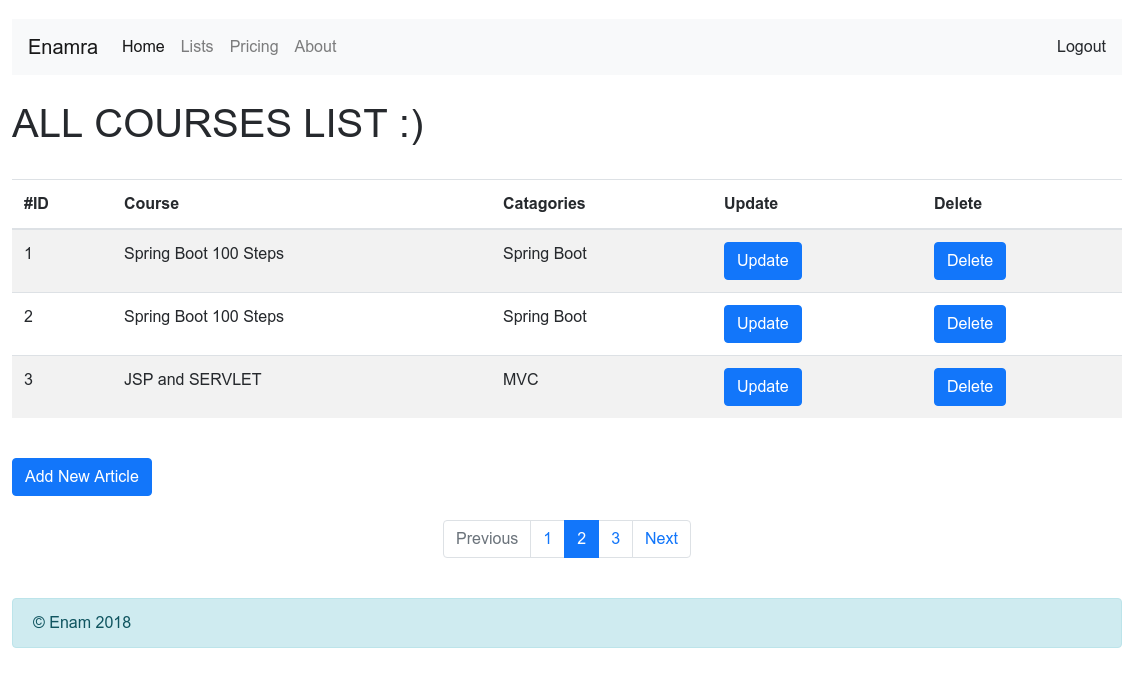 Enamra Home Lists Pricing About Logout
ALL COURSES LIST :)
#ID Course Catagories Update Delete
1 Spring Boot 100 Steps Spring Boot Update Delete
2 Spring Boot 100 Steps Spring Boot Update Delete
3 JSP and SERVLET MVC Update Delete
Add New Article
Previous 1 2 3 Next
© Enam 2018